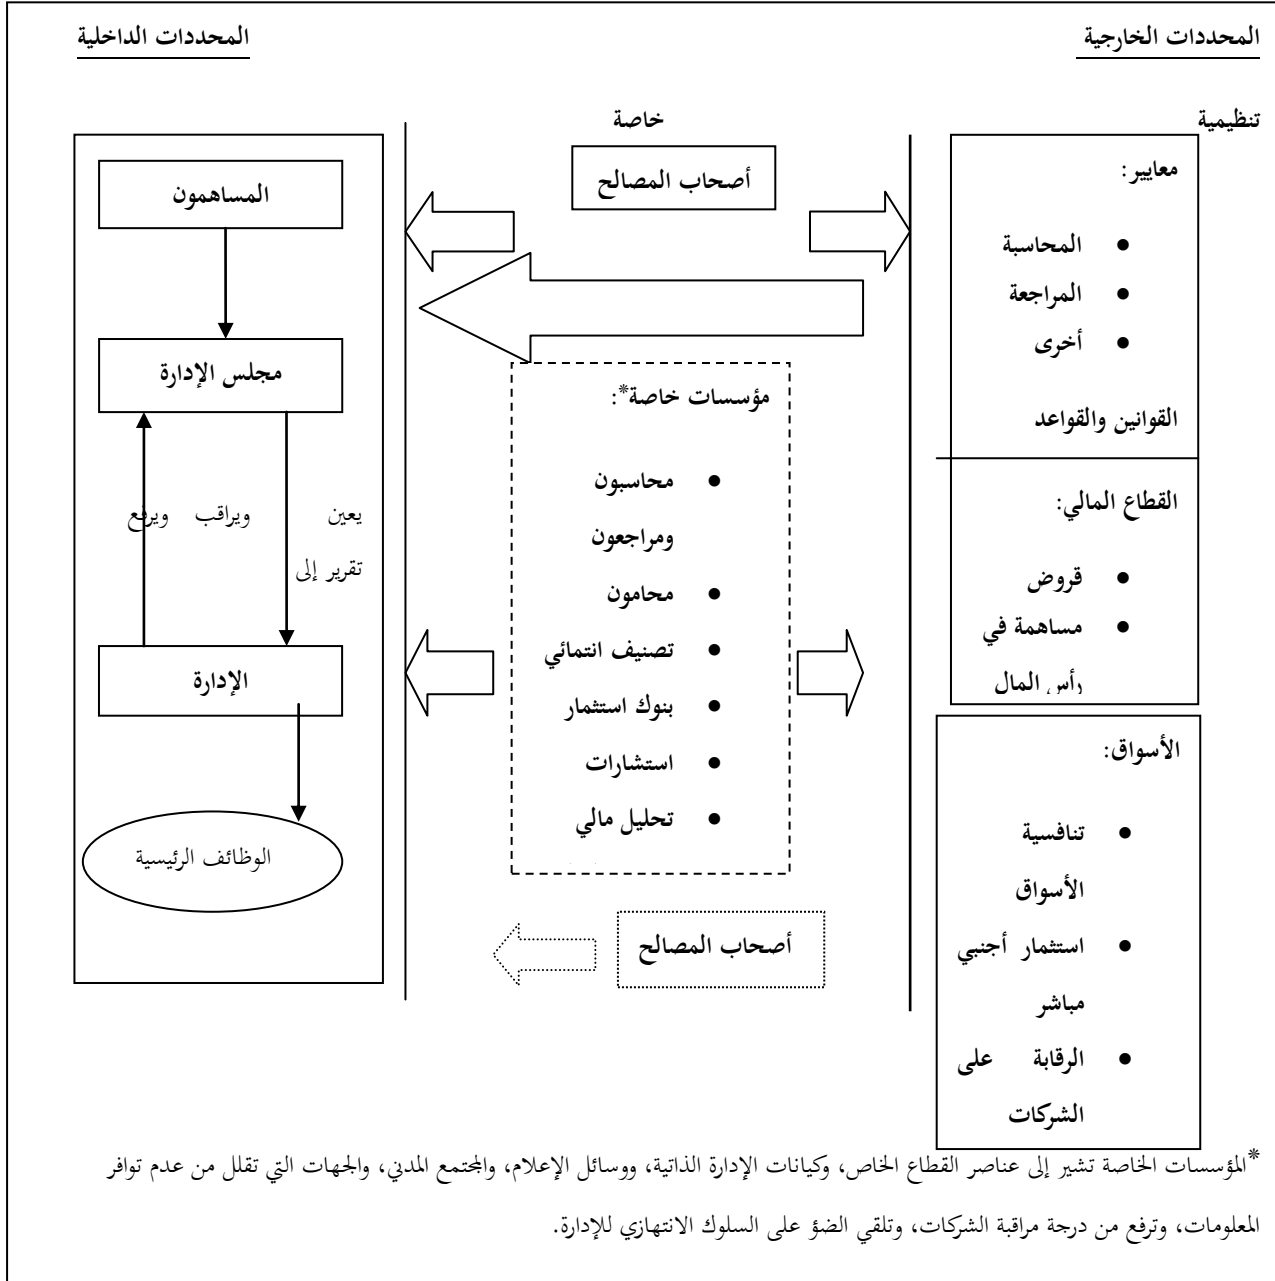 المحددات الخارجية
المحددات الداخلية
تنظيمية
خاصة
معايير:
• المحاسبة
• المراجعة
• أخرى
القوانين والقواعد
القطاع المالي:
• قروض
• مساهمة في
رأس المال
الأسواق:
• تنافسية
الأسواق
• استثمار أجنبي
مباشر
• الرقابة على
الشركات
أصحاب المصالح
مؤسسات خاصة*:
• محاسبون
ومراجعون
• محامون
• تصنيف انتمائي
• بنوك استثمار
• استشارات
• تحليل مالي
أصحاب المصالح
المساهمون
مجلس الإدارة
يعين ويراقب ويرفع
تقرير إلى
الإدارة
الوظائف الرئيسية
*المؤسسات الخاصة تشير إلى عناصر القطاع الخاص، وكيانات الإدارة الذاتية، ووسائل الإعلام، والمجتمع المدني، والجهات التي تقلل من عدم توافر
المعلومات، وترفع من درجة مراقبة الشركات، وتلقي الضؤ على السلوك الانتهازي للإدارة.